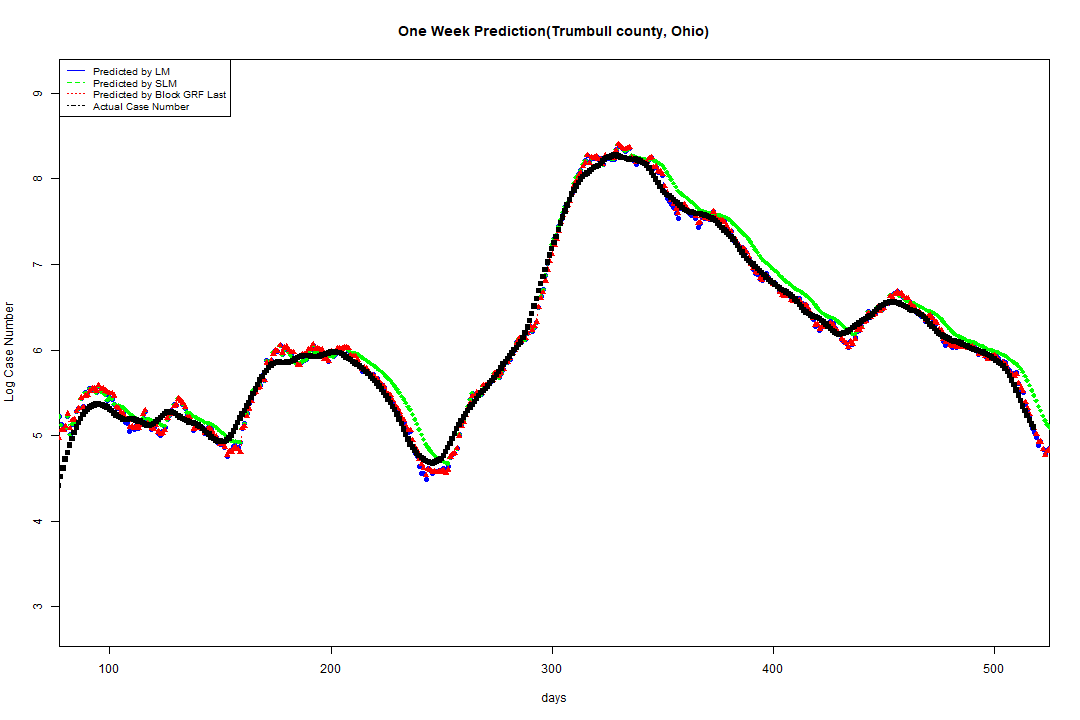 One Week Prediction(Trumbull county, Ohio)
Predicted by LM
Predicted by SLM
Predicted by Block GRF Last
Actual Case Number
9
8
7
6
5
4
3
Log Case Number
100 200 300 400 500
days